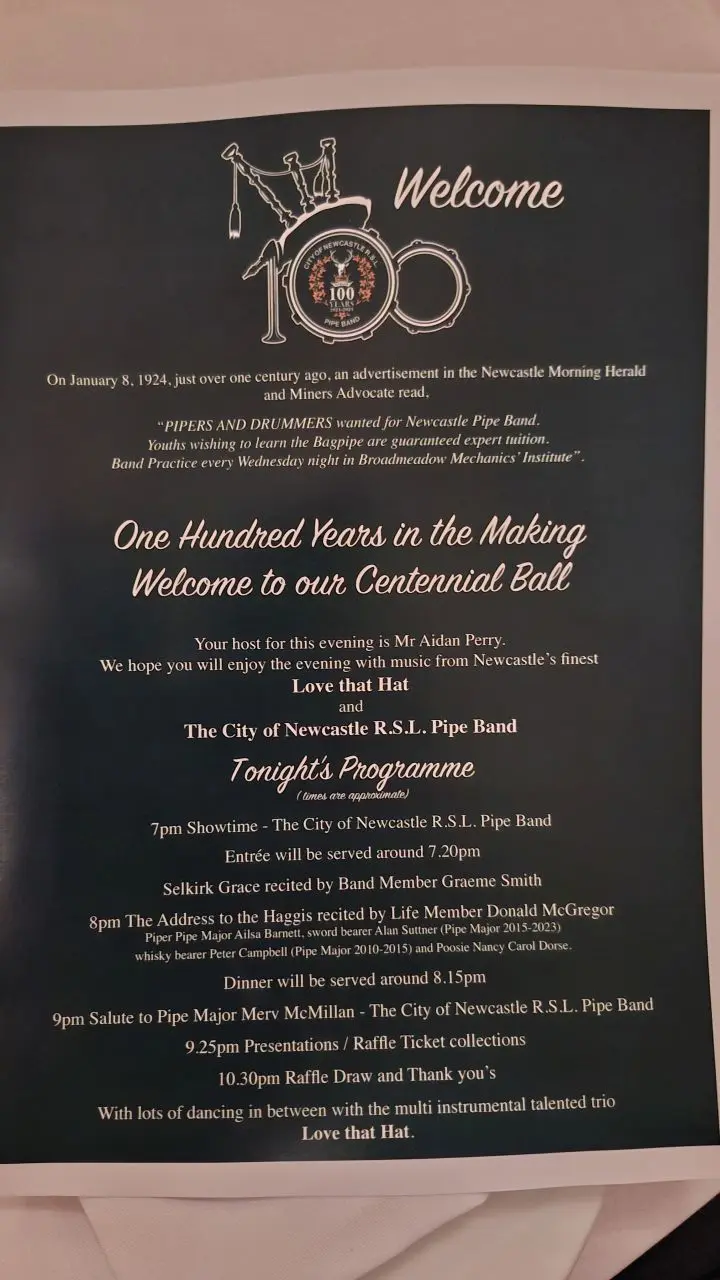 Welcome
100
CITY OF NEWCASTLE R.S.L.
100
YEARS
PIPE BAND
On January 8, 1924, just over one century ago, an advertisement in the Newcastle Morning Herald
and Miners Advocate read,
“PIPERS AND DRUMMERS wanted for Newcastle Pipe Band.
Youths wishing to learn the Bagpipe are guaranteed expert tuition.
Band Practice every Wednesday night in Broadmeadow Mechanics’ Institute”.
One Hundred Years in the Making
Welcome to our Centennial Ball
Your host for this evening is Mr Aidan Perry.
We hope you will enjoy the evening with music from Newcastle’s finest
Love that Hat
and
The City of Newcastle R.S.L. Pipe Band
Tonight’s Programme
(times are approximate)
7pm Showtime - The City of Newcastle R.S.L. Pipe Band
Entrée will be served around 7.20pm
Selkirk Grace recited by Band Member Graeme Smith
8pm The Address to the Haggis recited by Life Member Donald McGregor
Piper Pipe Major Ailsa Barnett, sword bearer Alan Suttner (Pipe Major 2015-2023)
whisky bearer Peter Campbell (Pipe Major 2010-2015) and Poosie Nancy Carol Dorse.
Dinner will be served around 8.15pm
9pm Salute to Pipe Major Merv McMillan - The City of Newcastle R.S.L. Pipe Band
9.25pm Presentations / Raffle Ticket collections
10.30pm Raffle Draw and Thank you’s
With lots of dancing in between with the multi instrumental talented trio
Love that Hat.